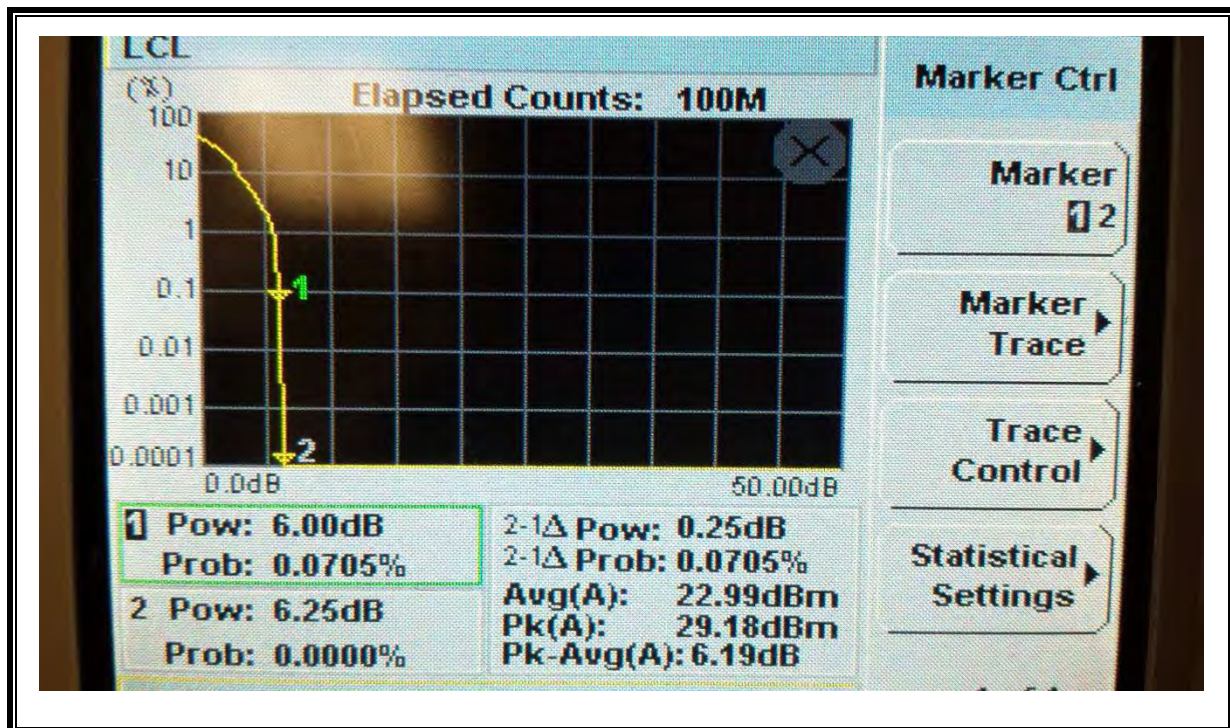 LCL
(%)
Elapsed Counts: 100M
100
10
1
0.1
0.01
0.001
0.0001
1
2
0.0dB
50.00dB
1 Pow: 6.00dB
Prob: 0.0705%
2 Pow: 6.25dB
Prob: 0.0000%
2-1Δ Pow: 0.25dB
2-1Δ Prob: 0.0705%
Avg(A): 22.99dBm
Pk(A): 29.18dBm
Pk-Avg(A): 6.19dB
Marker Ctrl
Marker
1 2
Marker
Trace
Trace
Control
Statistical
Settings